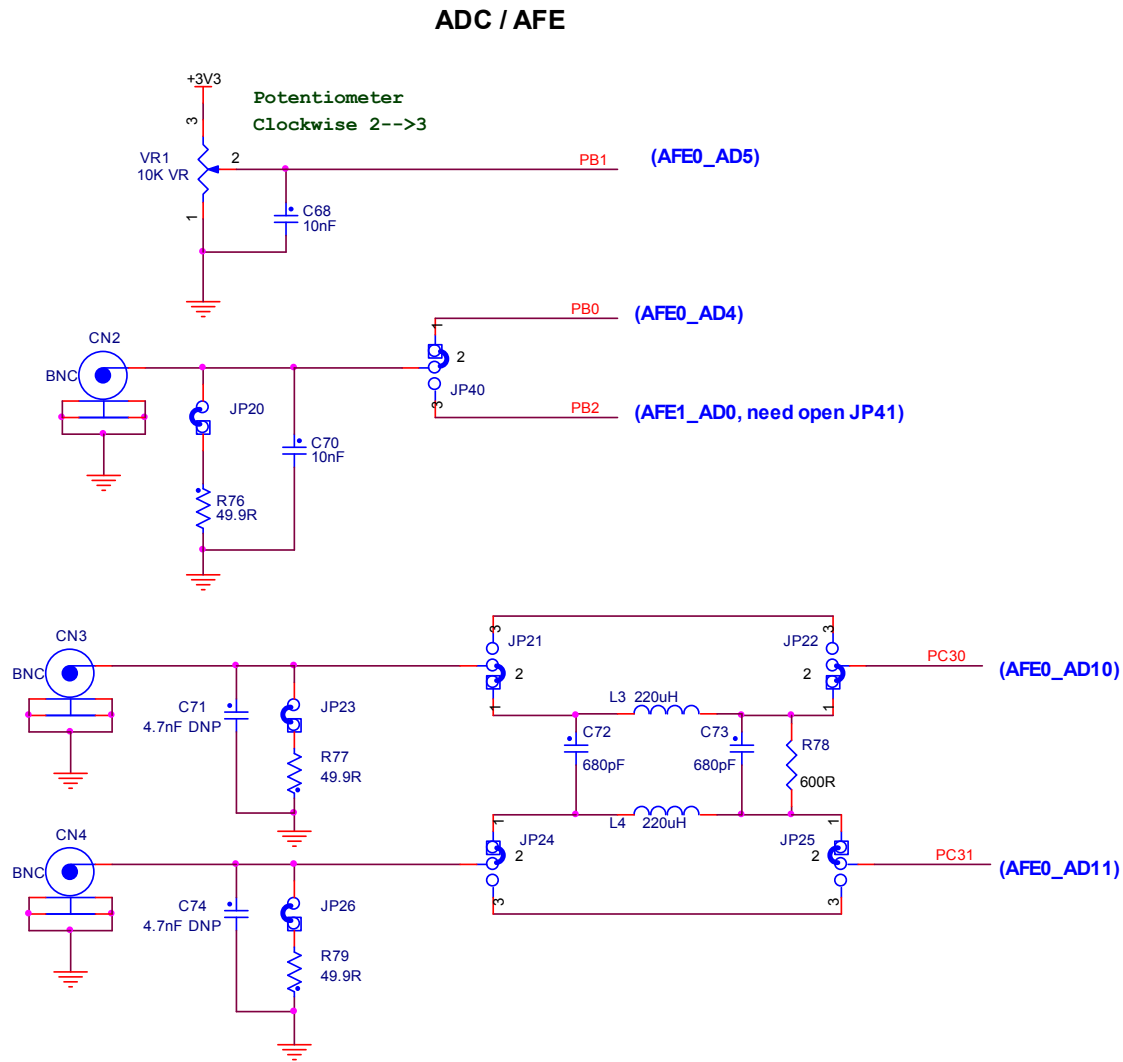 ADC / AFE
+3V3
Potentiometer
Clockwise 2-->3
3
VR1
10K VR
2
PB1
(AFE0_AD5)
1
C68
10nF
PB0
(AFE0_AD4)
CN2
BNC
1
2
JP40
3
PB2
(AFE1_AD0, need open JP41)
JP20
C70
10nF
R76
49.9R
CN3
BNC
3
JP21
2
1
3
JP22
2
1
PC30
(AFE0_AD10)
C71
4.7nF DNP
JP23
R77
49.9R
L3 220uH
C72
680pF
C73
680pF
R78
600R
L4 220uH
CN4
BNC
1
JP24
2
3
1
JP25
2
3
PC31
(AFE0_AD11)
C74
4.7nF DNP
JP26
R79
49.9R